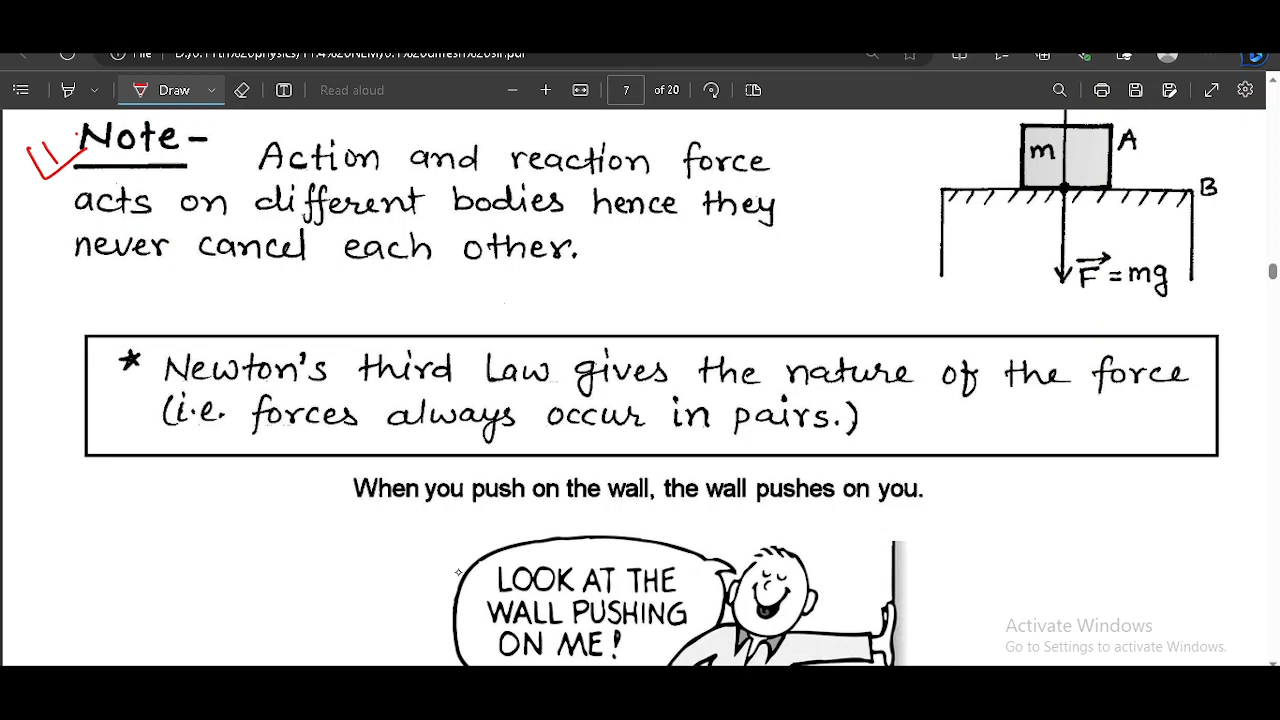 Draw
Read aloud
7
of 20
Note-
Action and reaction force
acts on different bodies hence they
never cancel each other.
m
A
B
F = mg
* Newton's third Law gives the nature of the force
(i.e. forces always occur in pairs.)
When you push on the wall, the wall pushes on you.
LOOK AT THE
WALL PUSHING
ON ME!
Activate Windows
Go to Settings to activate Windows.